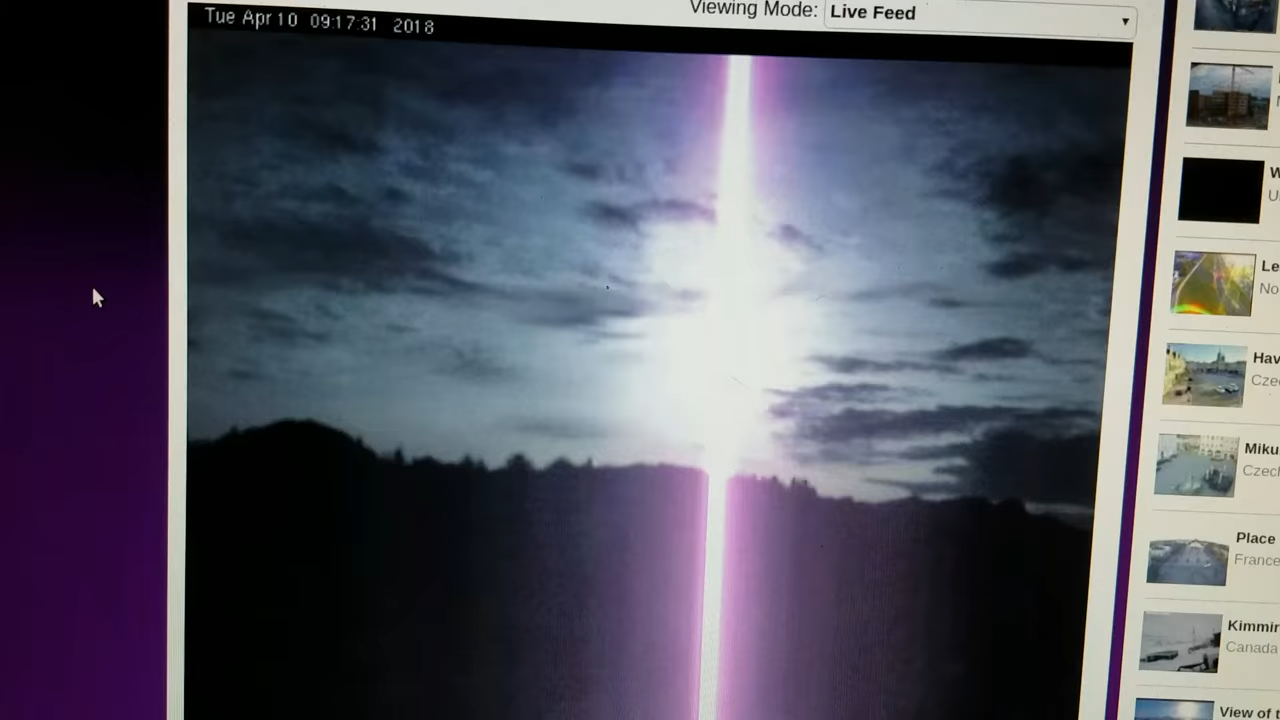 Viewing Mode: Live Feed
Tue Apr 10 09:17:31 2018
Le
No
Hav
Cze
Miku
Czec
Place
France
Kimmir
Canada
View of t